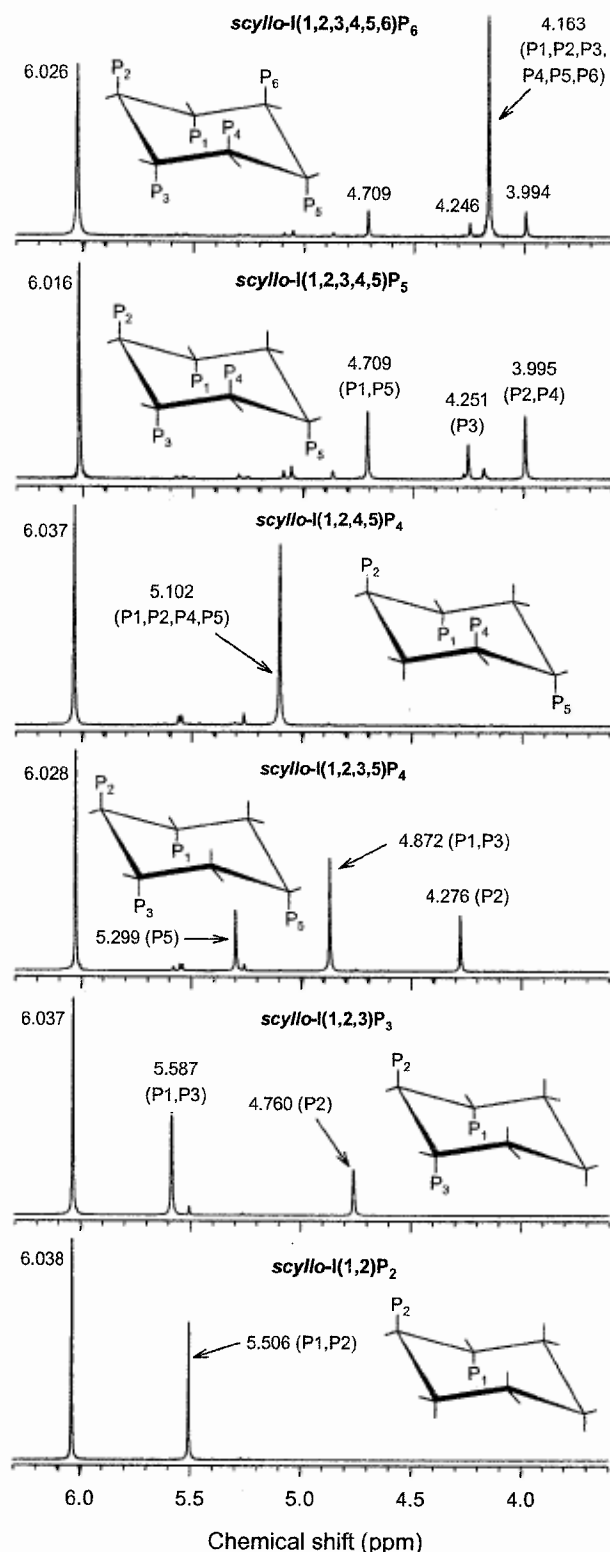 scyllo-I(1,2,3,4,5,6)P6
6.026
4.163
(P1,P2,P3,
P4,P5,P6)
P2
P6
P1
P4
P3
P5
4.709
4.246
3.994
scyllo-I(1,2,3,4,5)P5
6.016
P2
P1
P4
P3
P5
4.709
(P1,P5)
4.251
(P3)
3.995
(P2,P4)
scyllo-I(1,2,4,5)P4
6.037
5.102
(P1,P2,P4,P5)
P2
P1
P4
P5
scyllo-I(1,2,3,5)P4
6.028
P2
P1
P3
P5
5.299 (P5)
4.872 (P1,P3)
4.276 (P2)
scyllo-I(1,2,3)P3
6.037
5.587
(P1,P3)
4.760 (P2)
P2
P1
P3
scyllo-I(1,2)P2
6.038
5.506 (P1,P2)
P2
P1
6.0 5.5 5.0 4.5 4.0
Chemical shift (ppm)